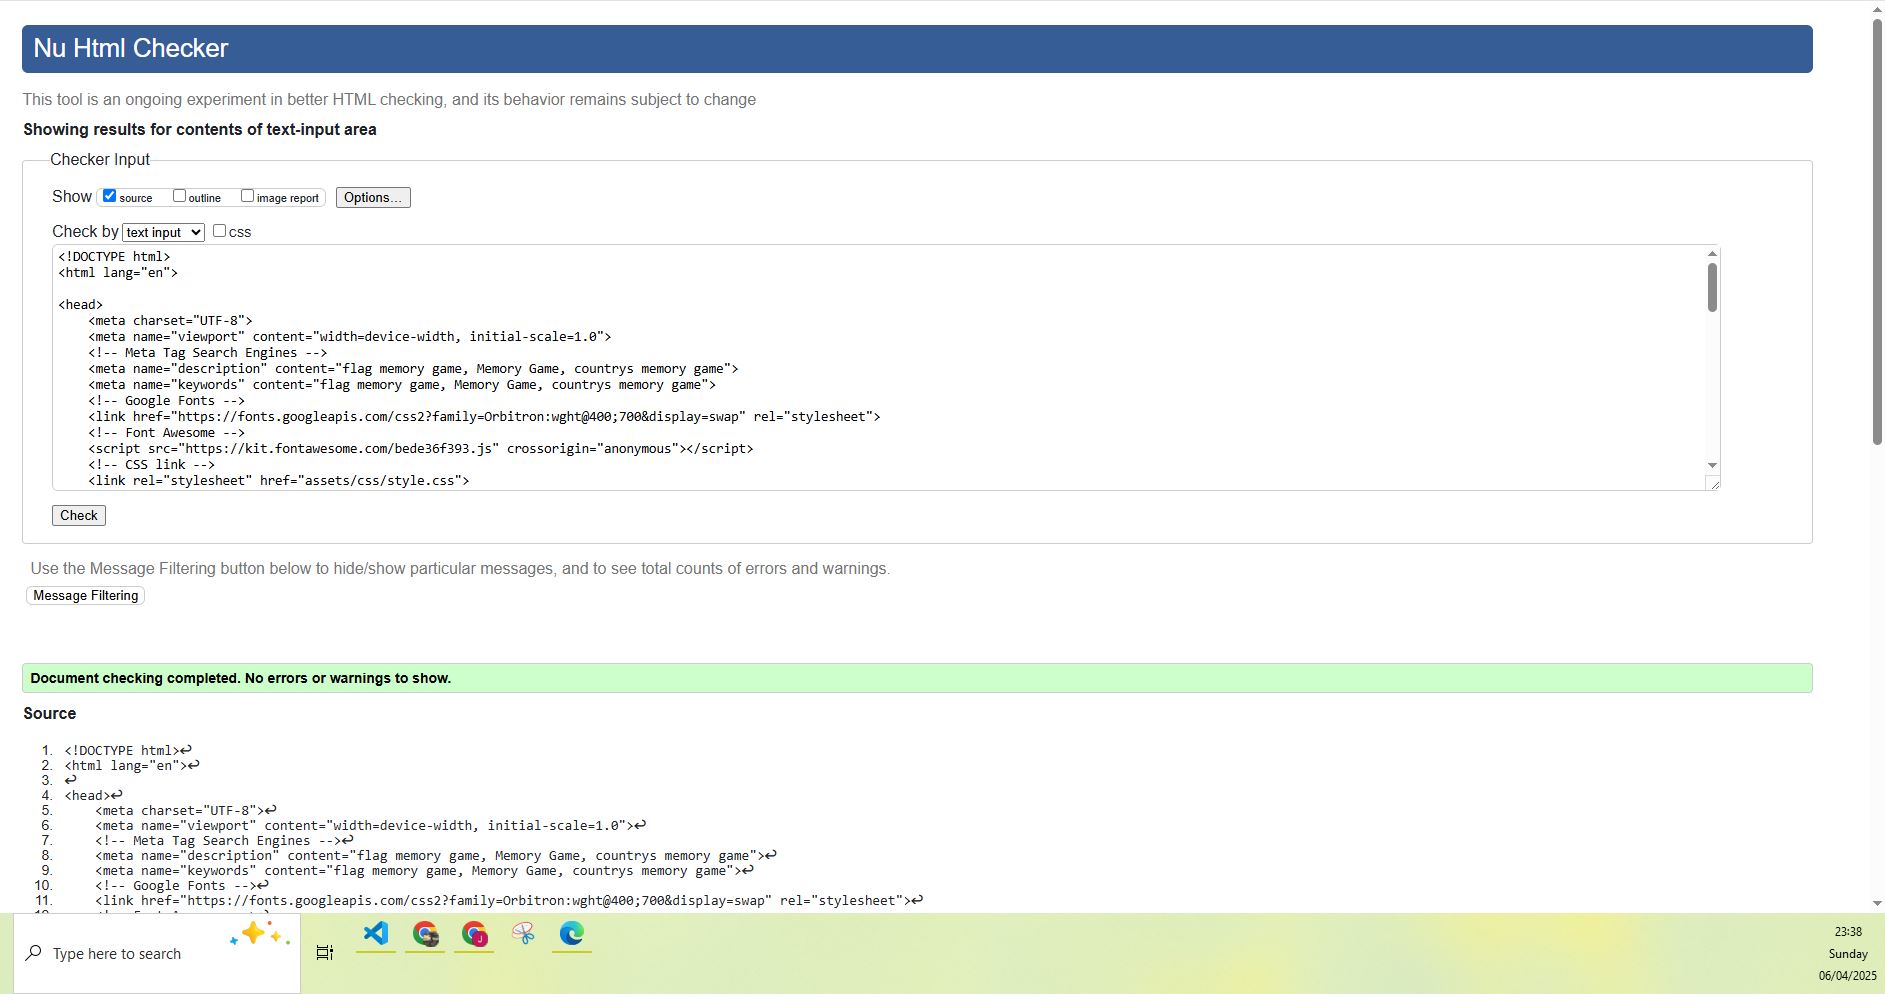 Nu Html Checker
This tool is an ongoing experiment in better HTML checking, and its behavior remains subject to change
Showing results for contents of text-input area
Checker Input
Show source outline image report Options...
Check by text input css
<!DOCTYPE html>
<html lang="en">
<head>
<meta charset="UTF-8">
<meta name="viewport" content="width=device-width, initial-scale=1.0">
<!-- Meta Tag Search Engines -->
<meta name="description" content="flag memory game, Memory Game, countrys memory game">
<meta name="keywords" content="flag memory game, Memory Game, countrys memory game">
<!-- Google Fonts -->
<link href="https://fonts.googleapis.com/css2?family=Orbitron:wght@400;700&display=swap" rel="stylesheet">
<!-- Font Awesome -->
<script src="https://kit.fontawesome.com/bede36f393.js" crossorigin="anonymous"></script>
<!-- CSS link -->
<link rel="stylesheet" href="assets/css/style.css">
Check
Use the Message Filtering button below to hide/show particular messages, and to see total counts of errors and warnings.
Message Filtering
Document checking completed. No errors or warnings to show.
Source
1. <!DOCTYPE html>↩
2. <html lang="en">↩
3. ↩
4. <head>↩
5. <meta charset="UTF-8">↩
6. <meta name="viewport" content="width=device-width, initial-scale=1.0">↩
7. <!-- Meta Tag Search Engines -->↩
8. <meta name="description" content="flag memory game, Memory Game, countrys memory game">↩
9. <meta name="keywords" content="flag memory game, Memory Game, countrys memory game">↩
10. <!-- Google Fonts -->↩
11. <link href="https://fonts.googleapis.com/css2?family=Orbitron:wght@400;700&display=swap" rel="stylesheet">↩
Type here to search
J
23:38
Sunday
06/04/2025